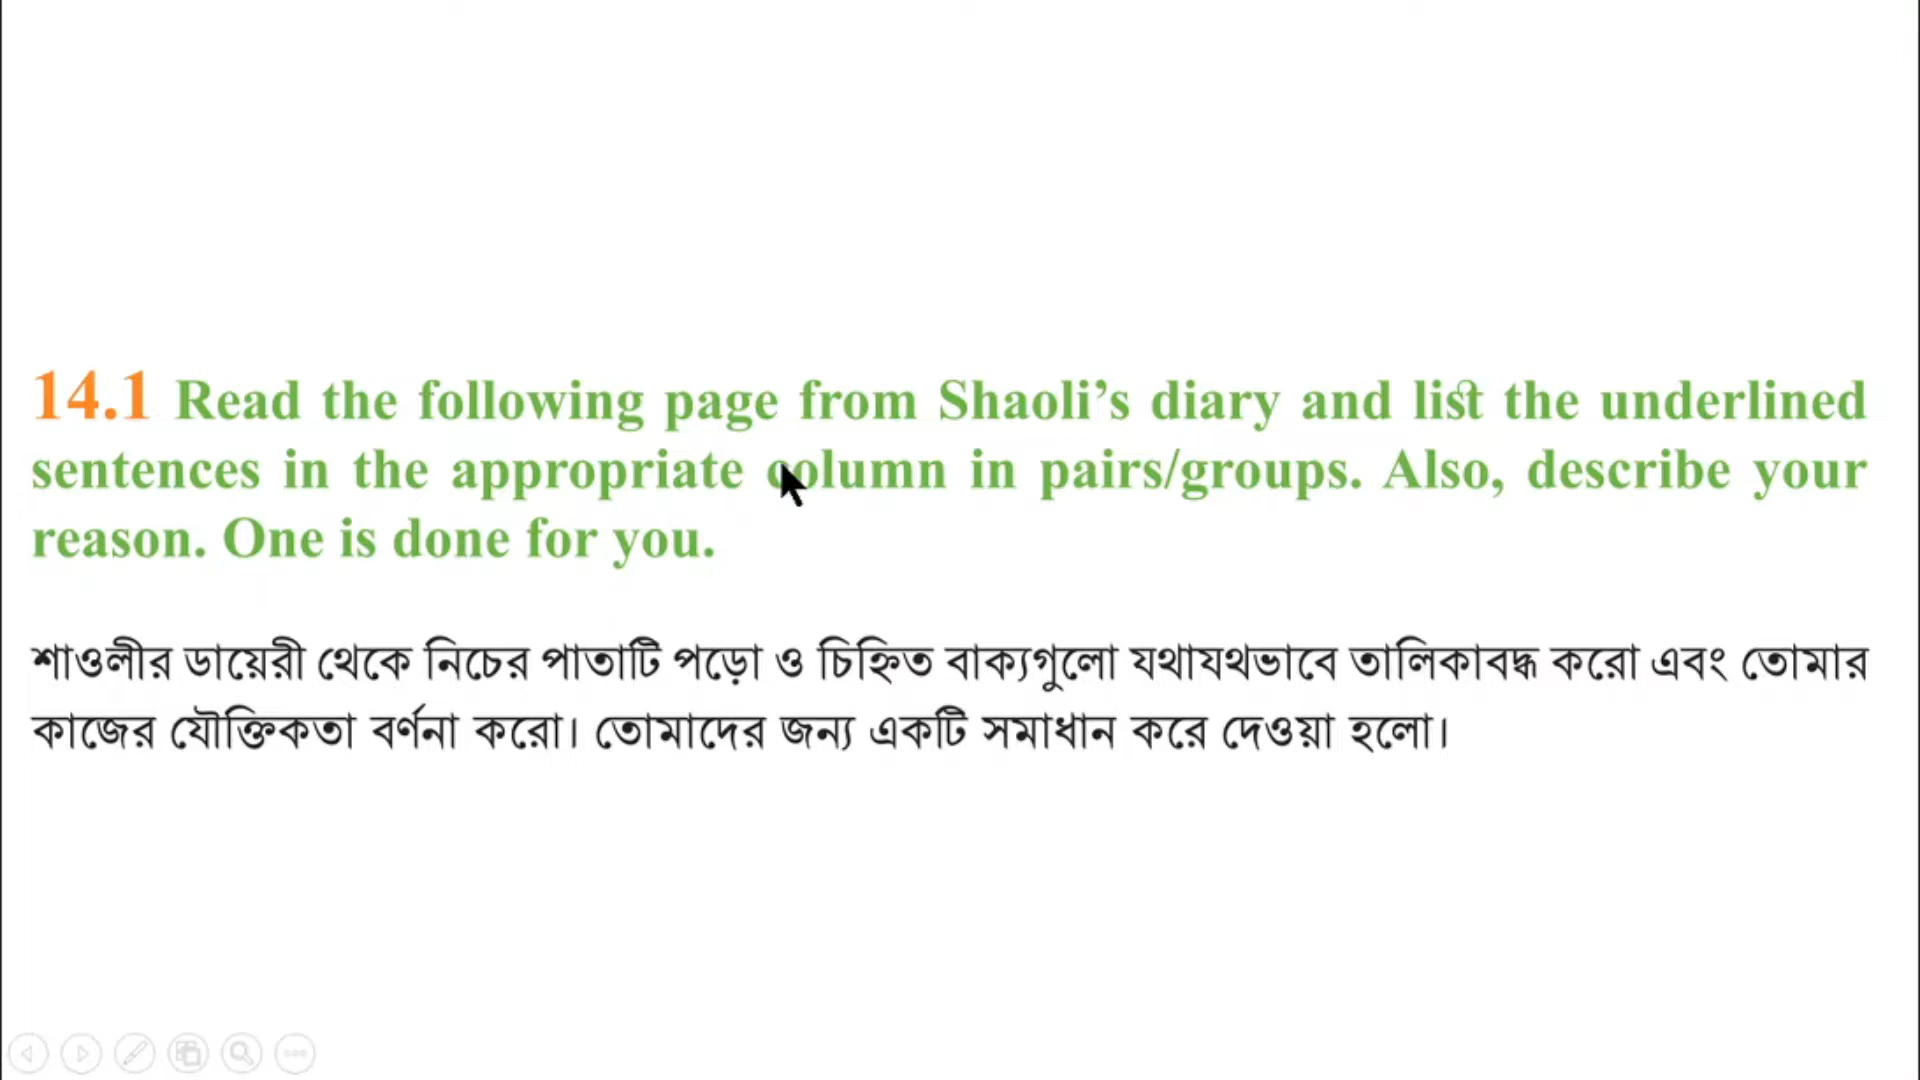 14.1 Read the following page from Shaoli’s diary and list the underlined
sentences in the appropriate column in pairs/groups. Also, describe your
reason. One is done for you.
শাওলীর ডায়েরী থেকে নিচের পাতাটি পড়ো ও চিহ্নিত বাক্যগুলো যথাযথভাবে তালিকাবদ্ধ করো এবং তোমার
কাজের যৌক্তিকতা বর্ণনা করো। তোমাদের জন্য একটি সমাধান করে দেওয়া হলো।